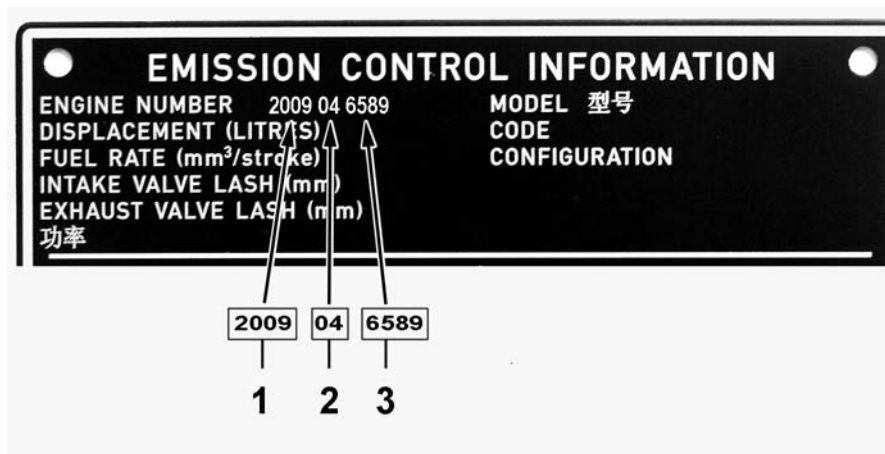 EMISSION CONTROL INFORMATION
ENGINE NUMBER 2009 04 6589
DISPLACEMENT (LITRES)
FUEL RATE (mm³/stroke)
INTAKE VALVE LASH (mm)
EXHAUST VALVE LASH (mm)
功率
MODEL 型号
CODE
CONFIGURATION
2009 04 6589
1 2 3